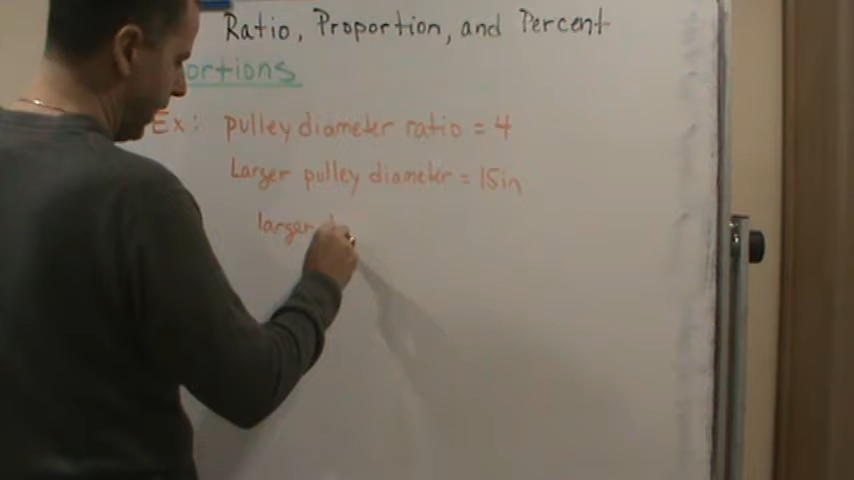 Ratio, Proportion, and Percent
ortions
Ex: pulley diameter ratio = 4
Larger pulley diameter = 15in
larger